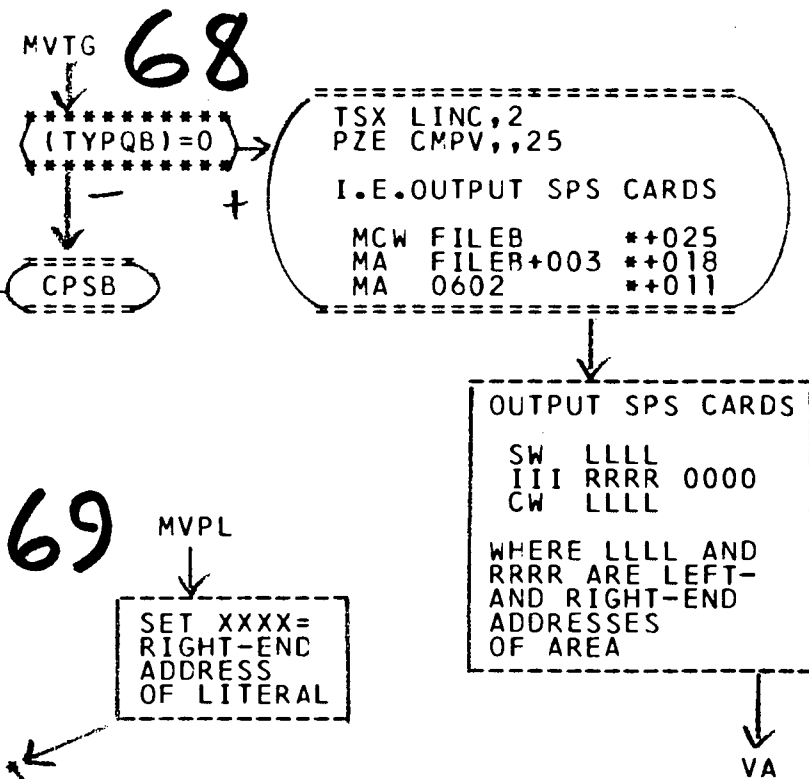 MVTG 68
(TYPQB)=0
—
+
CPSB
TSX LINC,2
PZE CMPV,,25
I.E.OUTPUT SPS CARDS
MCW FILEB *+025
MA FILEB+003 *+018
MA 0602 *+011
OUTPUT SPS CARDS
SW LLLL
III RRRR 0000
CW LLLL
WHERE LLLL AND
RRRR ARE LEFT-
AND RIGHT-END
ADDRESSES
OF AREA
VA
69 MVPL
SET XXXX=
RIGHT-END
ADDRESS
OF LITERAL
*